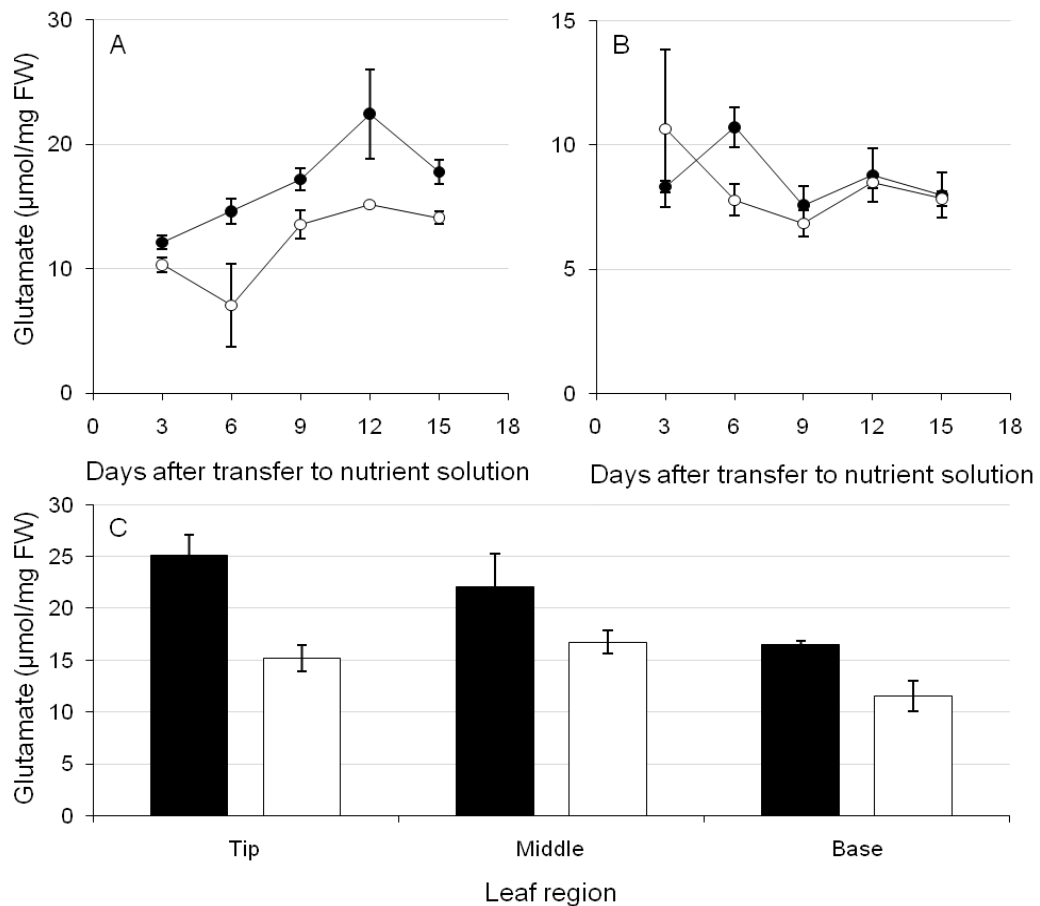 A
Glutamate (µmol/mg FW)
30
20
10
0
0 3 6 9 12 15 18
Days after transfer to nutrient solution
B
15
10
5
0
0 3 6 9 12 15 18
Days after transfer to nutrient solution
C
Glutamate (µmol/mg FW)
30
25
20
15
10
5
0
Tip Middle Base
Leaf region